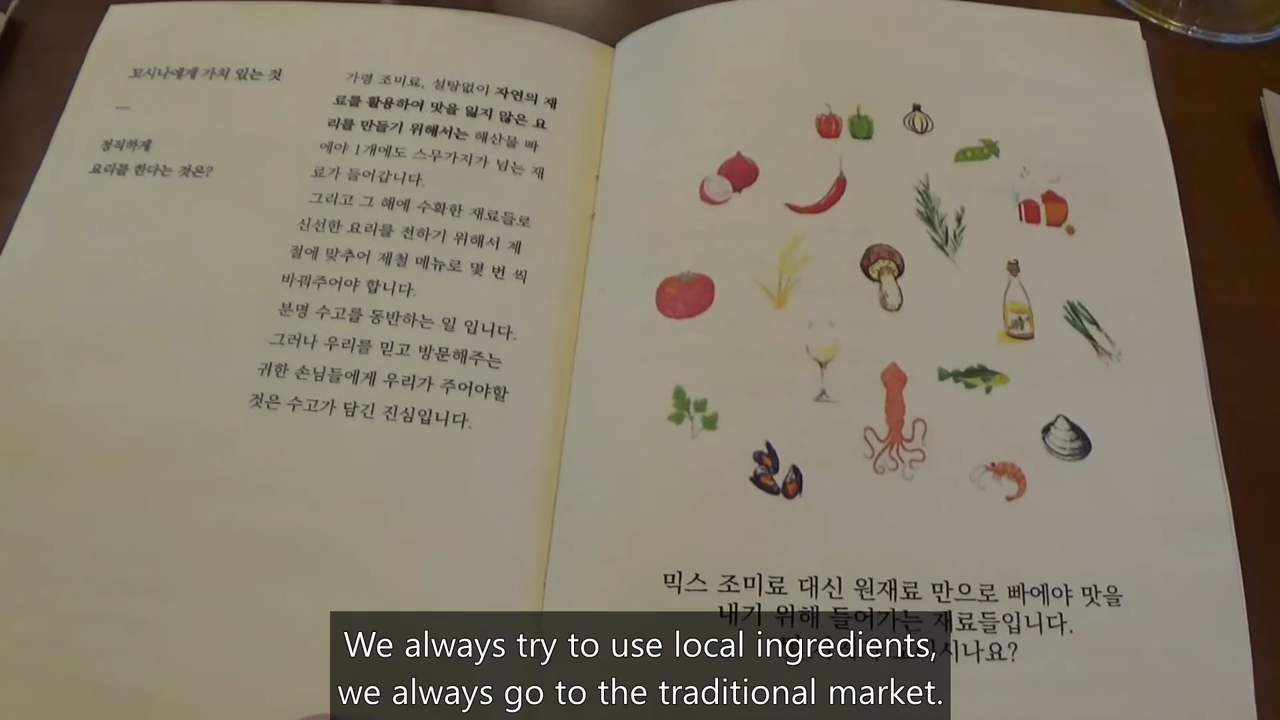 꼬시나에게 가치 있는 것
—
정직하게
요리를 한다는 것은?
가령 조미료, 설탕없이 자연의 재
료를 활용하여 맛을 잃지 않은 요
리를 만들기 위해서는 해산물 빠
에야 1개에도 스무가지가 넘는 재
료가 들어갑니다.
그리고 그 해에 수확한 재료들로
신선한 요리를 전하기 위해서 계
절에 맞추어 제철 메뉴로 몇 번 씩
바꿔주어야 합니다.
분명 수고를 동반하는 일 입니다.
그러나 우리를 믿고 방문해주는
귀한 손님들에게 우리가 주어야할
것은 수고가 담긴 진심입니다.
믹스 조미료 대신 원재료 만으로 빠에야 맛을
내기 위해 들어가는 재료들입니다.
We always try to use local ingredients,
we always go to the traditional market.